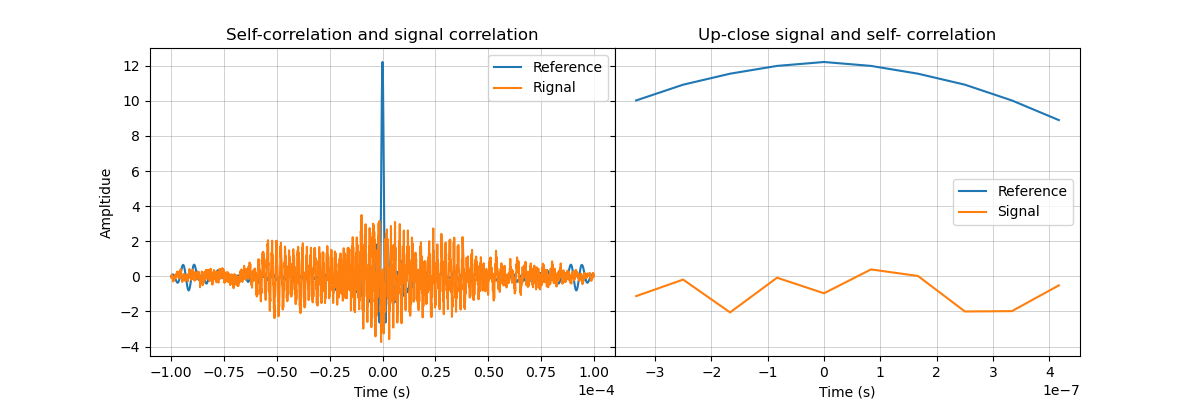 Self-correlation and signal correlation
Up-close signal and self- correlation
Ampltidue
12
10
8
6
4
2
0
−2
−4
Reference
Rignal
Reference
Signal
−1.00 −0.75 −0.50 −0.25 0.00 0.25 0.50 0.75 1.00
1e−4
Time (s)
−3 −2 −1 0 1 2 3 4
1e−7
Time (s)